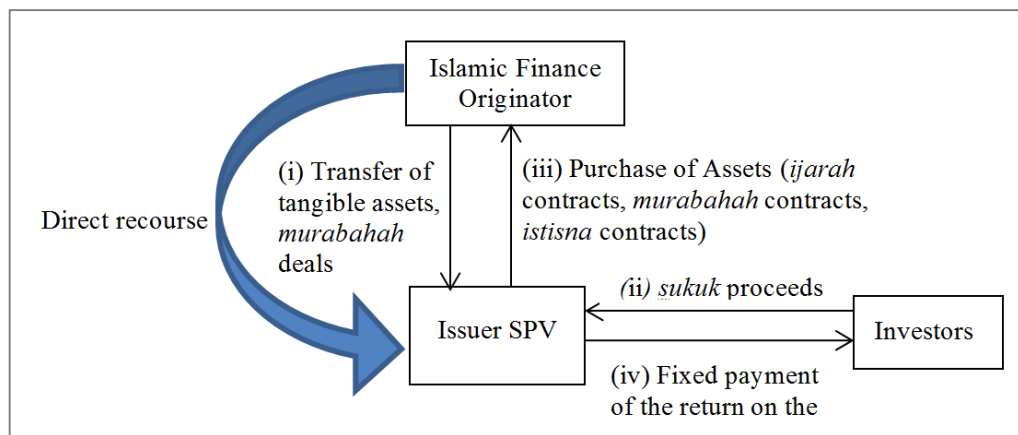 Islamic Finance
Originator
(i) Transfer of
tangible assets,
murabahah
deals
(iii) Purchase of Assets (ijarah
contracts, murabahah contracts,
istisna contracts)
Direct recourse
(ii) sukuk proceeds
Issuer SPV
Investors
(iv) Fixed payment
of the return on the